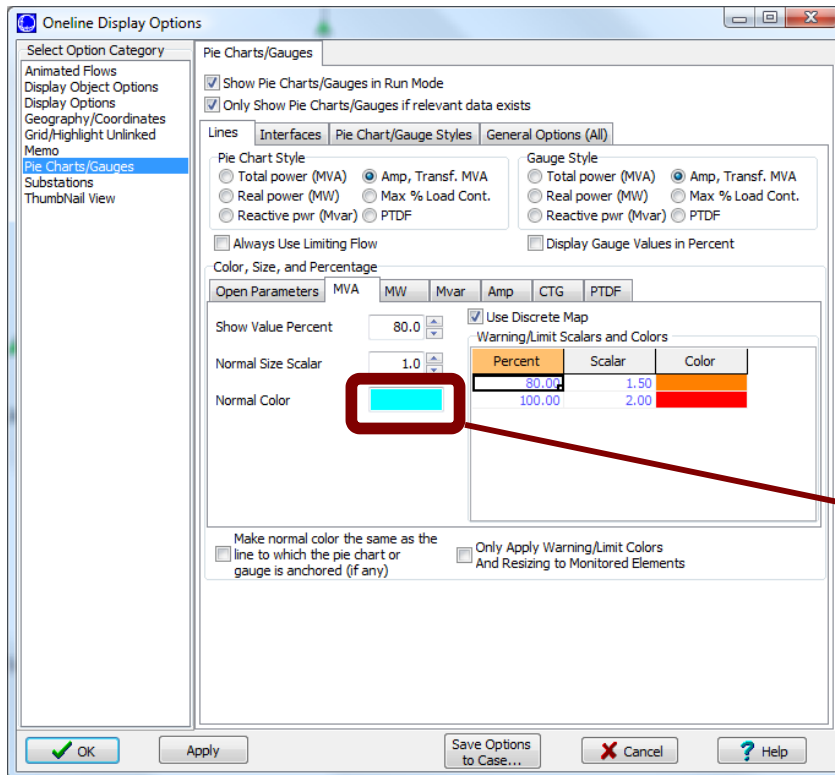 Oneline Display Options
Select Option Category
Animated Flows
Display Object Options
Display Options
Geography/Coordinates
Grid/Highlight Unlinked
Memo
Pie Charts/Gauges
Substations
ThumbNail View
Pie Charts/Gauges
Show Pie Charts/Gauges in Run Mode
Only Show Pie Charts/Gauges if relevant data exists
Lines Interfaces Pie Chart/Gauge Styles General Options (All)
Pie Chart Style
Total power (MVA) Amp, Transf. MVA
Real power (MW) Max % Load Cont.
Reactive pwr (Mvar) PTDF
Always Use Limiting Flow
Gauge Style
Total power (MVA) Amp, Transf. MVA
Real power (MW) Max % Load Cont.
Reactive pwr (Mvar) PTDF
Display Gauge Values in Percent
Color, Size, and Percentage
Open Parameters MVA MW Mvar Amp CTG PTDF
Show Value Percent 80.0
Normal Size Scalar 1.0
Normal Color
Use Discrete Map
Warning/Limit Scalars and Colors
Percent Scalar Color
80.00 1.50
100.00 2.00
Make normal color the same as the
line to which the pie chart or
gauge is anchored (if any)
Only Apply Warning/Limit Colors
And Resizing to Monitored Elements
OK
Apply
Save Options
to Case...
Cancel
? Help